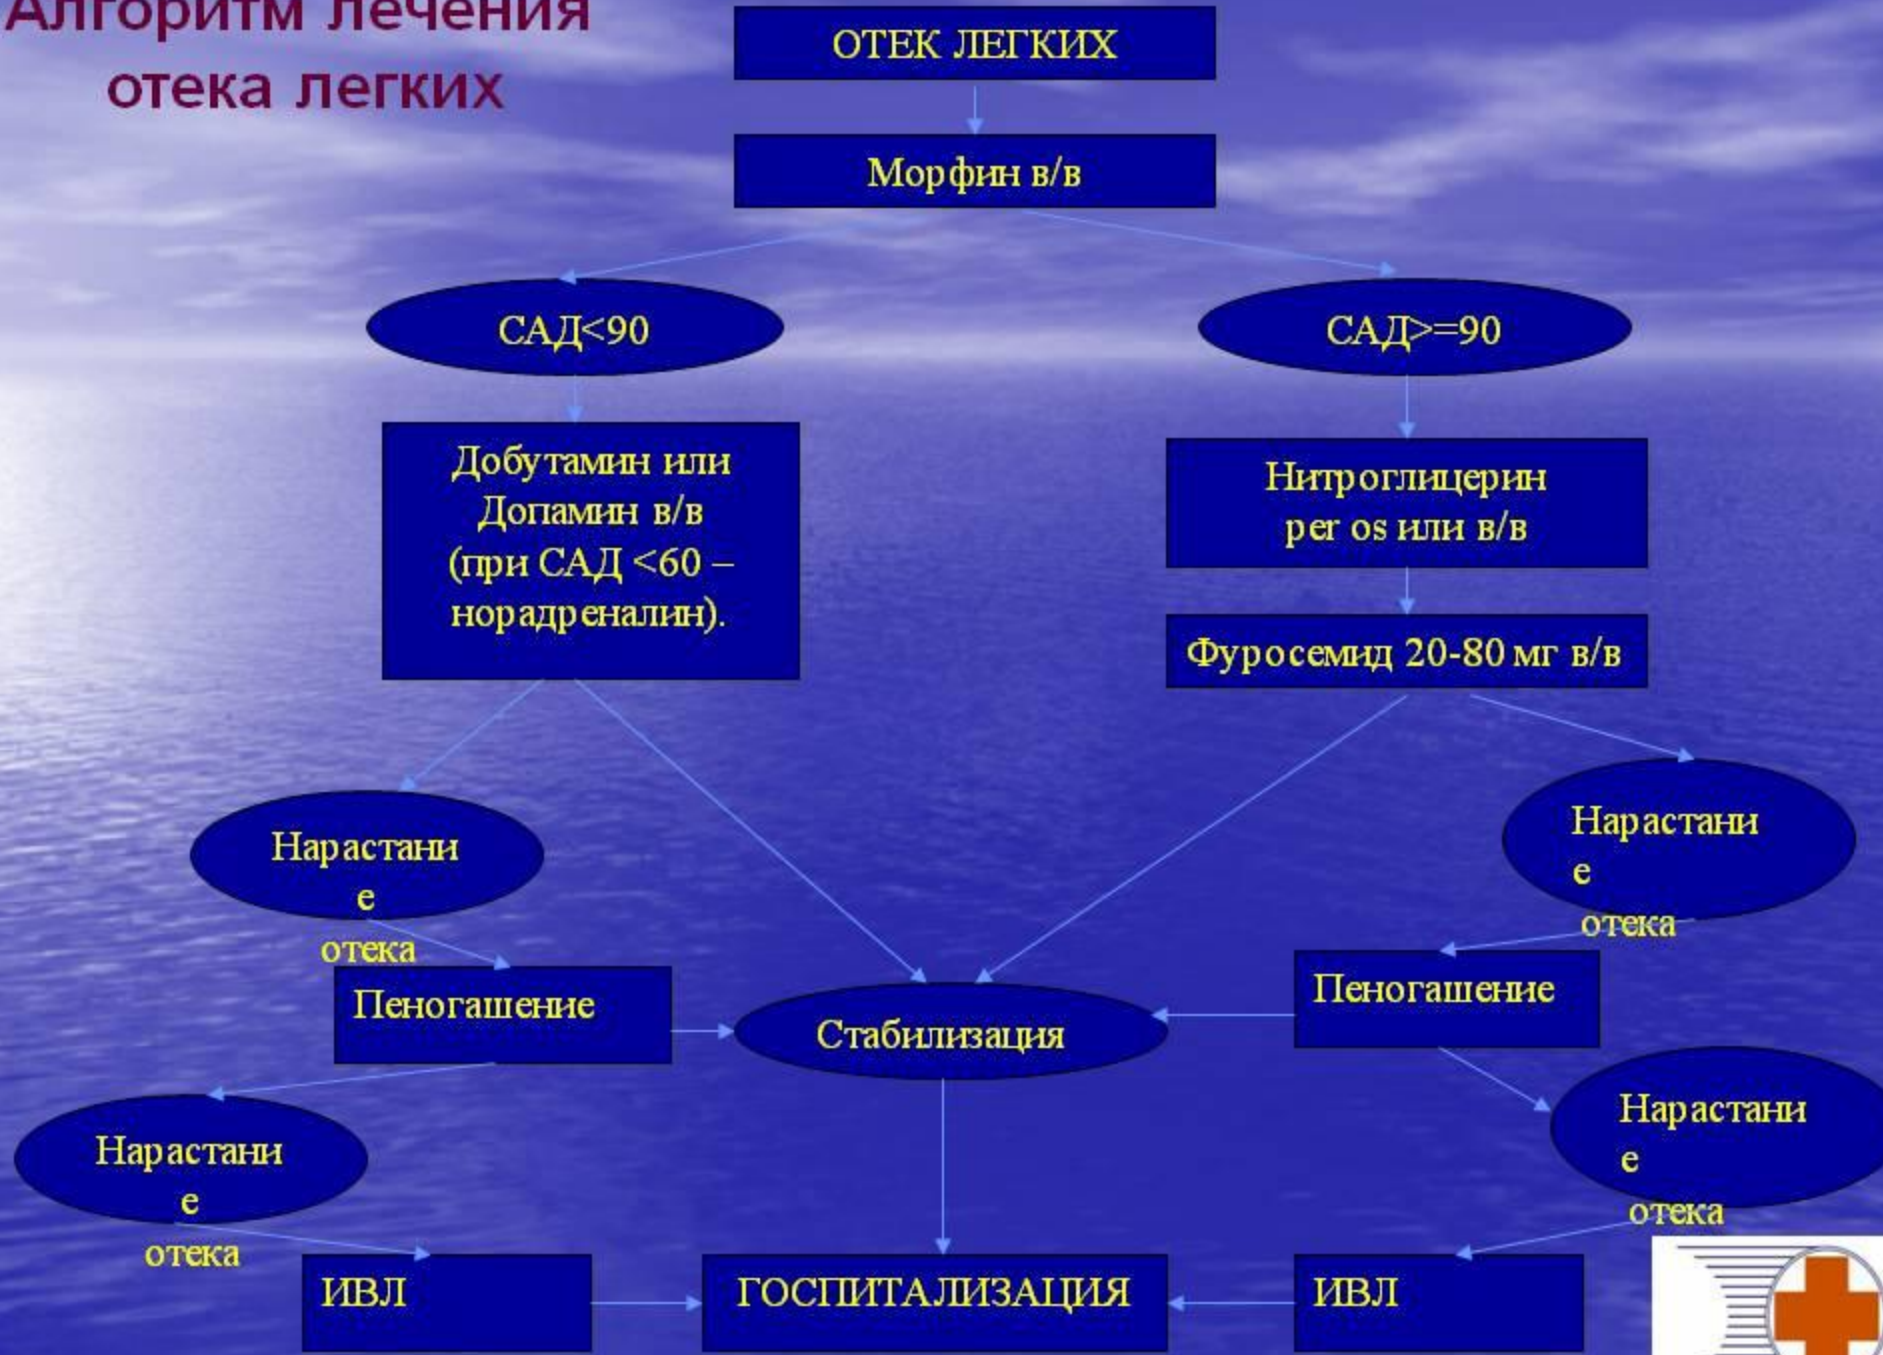 Алгоритм лечения
отека легких
ОТЕК ЛЕГКИХ
Морфин в/в
САД<90
САД>=90
Добутамин или
Допамин в/в
(при САД <60 –
норадреналин).
Нитроглицерин
per os или в/в
Фуросемид 20-80 мг в/в
Нарастани
е
отека
Нарастани
е
отека
Пеногашение
Стабилизация
Пеногашение
Нарастани
е
отека
Нарастани
е
отека
ИВЛ
ГОСПИТАЛИЗАЦИЯ
ИВЛ